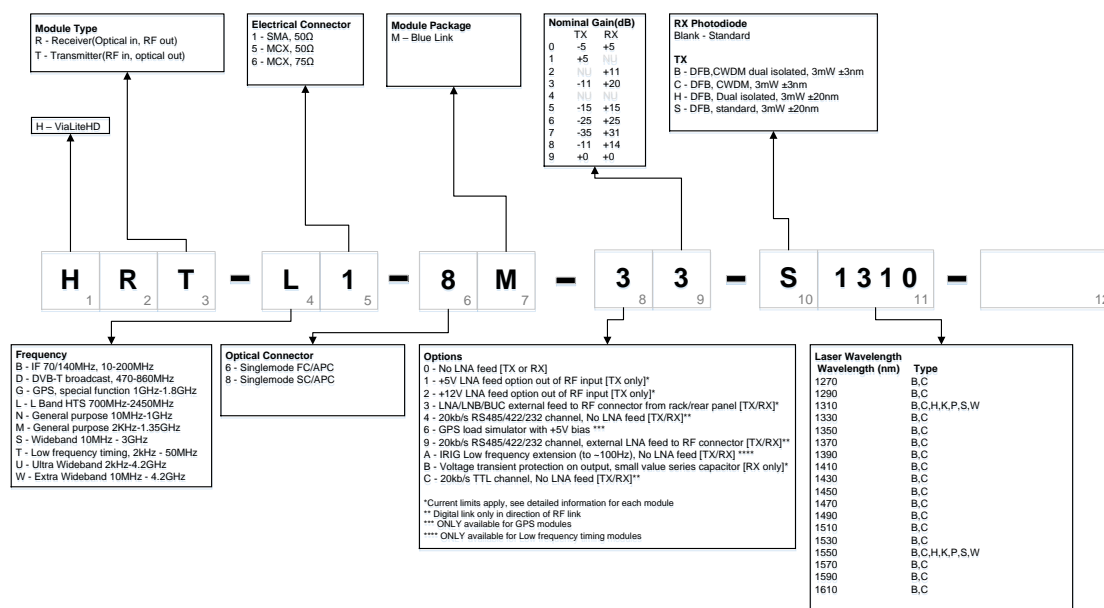 Module Type
R - Receiver(Optical in, RF out)
T - Transmitter(RF in, optical out)
Electrical Connector
1 - SMA, 50Ω
5 - MCX, 50Ω
6 - MCX, 75Ω
Module Package
M – Blue Link
Nominal Gain(dB)
TX RX
0 -5 +5
1 +5 NU
2 NU +11
3 -11 +20
4 NU NU
5 -15 +15
6 -25 +25
7 -35 +31
8 -11 +14
9 +0 +0
RX Photodiode
Blank - Standard
TX
B - DFB,CWDM dual isolated, 3mW ±3nm
C - DFB, CWDM, 3mW ±3nm
H - DFB, Dual isolated, 3mW ±20nm
S - DFB, standard, 3mW ±20nm
H – ViaLiteHD
H R T – L 1 – 8 M – 3 3 – S 1310 –
1 2 3 4 5 6 7 8 9 10 11 12
Frequency
B - IF 70/140MHz, 10-200MHz
D - DVB-T broadcast, 470-860MHz
G - GPS, special function 1GHz-1.8GHz
L - L Band HTS 700MHz-2450MHz
N - General purpose 10MHz-1GHz
M - General purpose 2KHz-1.35GHz
S - Wideband 10MHz - 3GHz
T - Low frequency timing, 2kHz - 50MHz
U - Ultra Wideband 2kHz-4.2GHz
W - Extra Wideband 10MHz - 4.2GHz
Optical Connector
6 - Singlemode FC/APC
8 - Singlemode SC/APC
Options
0 - No LNA feed [TX or RX]
1 - +5V LNA feed option out of RF input [TX only]*
2 - +12V LNA feed option out of RF input [TX only]*
3 - LNA/LNB/BUC external feed to RF connector from rack/rear panel [TX/RX]*
4 - 20kb/s RS485/422/232 channel, No LNA feed [TX/RX]**
6 - GPS load simulator with +5V bias ***
9 - 20kb/s RS485/422/232 channel, external LNA feed to RF connector [TX/RX]**
A - IRIG Low frequency extension (to ~100Hz), No LNA feed [TX/RX] ****
B - Voltage transient protection on output, small value series capacitor [RX only]*
C - 20kb/s TTL channel, No LNA feed [TX/RX]**
*Current limits apply, see detailed information for each module
** Digital link only in direction of RF link
*** ONLY available for GPS modules
**** ONLY available for Low frequency timing modules
Laser Wavelength
Wavelength (nm) Type
1270 B,C
1290 B,C
1310 B,C,H,K,P,S,W
1330 B,C
1350 B,C
1370 B,C
1390 B,C
1410 B,C
1430 B,C
1450 B,C
1470 B,C
1490 B,C
1510 B,C
1530 B,C
1550 B,C,H,K,P,S,W
1570 B,C
1590 B,C
1610 B,C